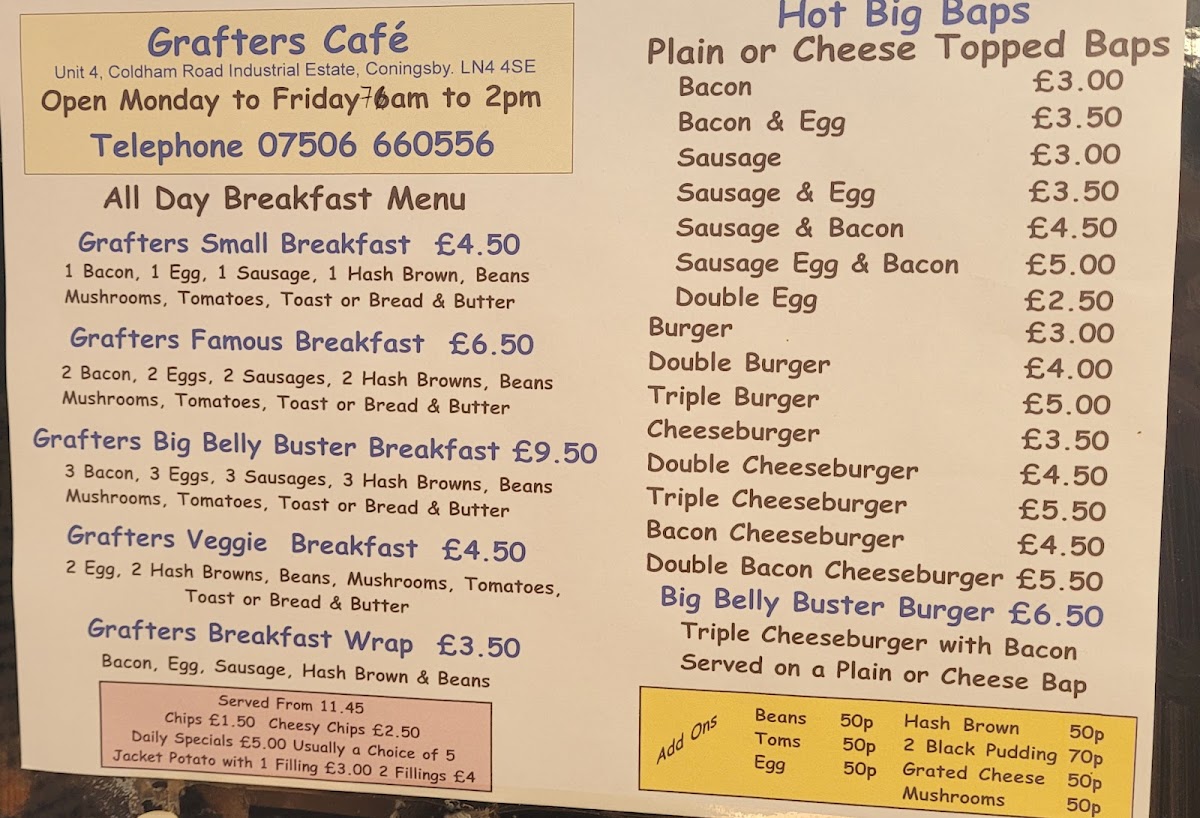 Grafters Café
Unit 4, Coldham Road Industrial Estate, Coningsby. LN4 4SE
Open Monday to Friday 7am to 2pm
Telephone 07506 660556
All Day Breakfast Menu
Grafters Small Breakfast £4.50
1 Bacon, 1 Egg, 1 Sausage, 1 Hash Brown, Beans
Mushrooms, Tomatoes, Toast or Bread & Butter
Grafters Famous Breakfast £6.50
2 Bacon, 2 Eggs, 2 Sausages, 2 Hash Browns, Beans
Mushrooms, Tomatoes, Toast or Bread & Butter
Grafters Big Belly Buster Breakfast £9.50
3 Bacon, 3 Eggs, 3 Sausages, 3 Hash Browns, Beans
Mushrooms, Tomatoes, Toast or Bread & Butter
Grafters Veggie Breakfast £4.50
2 Egg, 2 Hash Browns, Beans, Mushrooms, Tomatoes,
Toast or Bread & Butter
Grafters Breakfast Wrap £3.50
Bacon, Egg, Sausage, Hash Brown & Beans
Served From 11.45
Chips £1.50 Cheesy Chips £2.50
Daily Specials £5.00 Usually a Choice of 5
Jacket Potato with 1 Filling £3.00 2 Fillings £4
Hot Big Baps
Plain or Cheese Topped Baps
Bacon £3.00
Bacon & Egg £3.50
Sausage £3.00
Sausage & Egg £3.50
Sausage & Bacon £4.50
Sausage Egg & Bacon £5.00
Double Egg £2.50
Burger £3.00
Double Burger £4.00
Triple Burger £5.00
Cheeseburger £3.50
Double Cheeseburger £4.50
Triple Cheeseburger £5.50
Bacon Cheeseburger £4.50
Double Bacon Cheeseburger £5.50
Big Belly Buster Burger £6.50
Triple Cheeseburger with Bacon
Served on a Plain or Cheese Bap
Add Ons
Beans 50p Hash Brown 50p
Toms 50p 2 Black Pudding 70p
Egg 50p Grated Cheese 50p
Mushrooms 50p